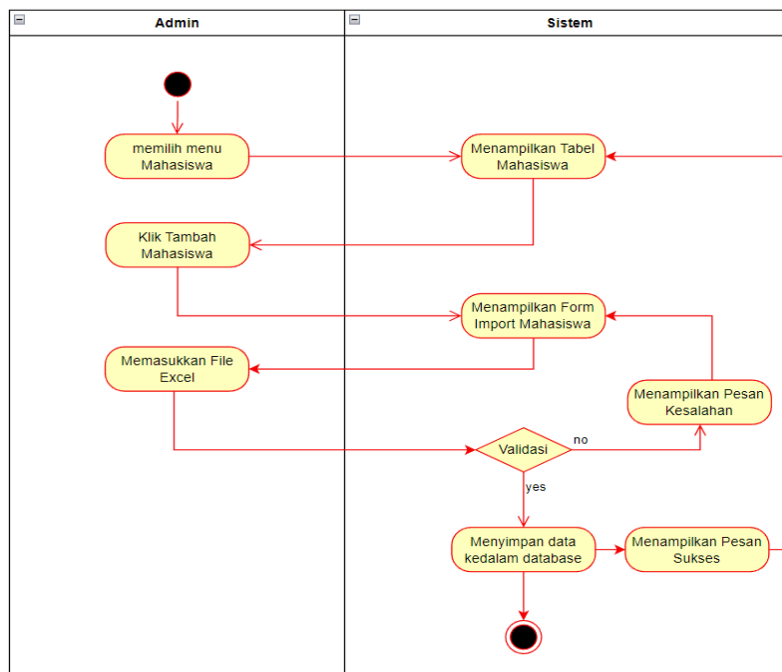 Admin
Sistem
memilih menu
Mahasiswa
Menampilkan Tabel
Mahasiswa
Klik Tambah
Mahasiswa
Menampilkan Form
Import Mahasiswa
Memasukkan File
Excel
Menampilkan Pesan
Kesalahan
Validasi
no
yes
Menyimpan data
kedalam database
Menampilkan Pesan
Sukses